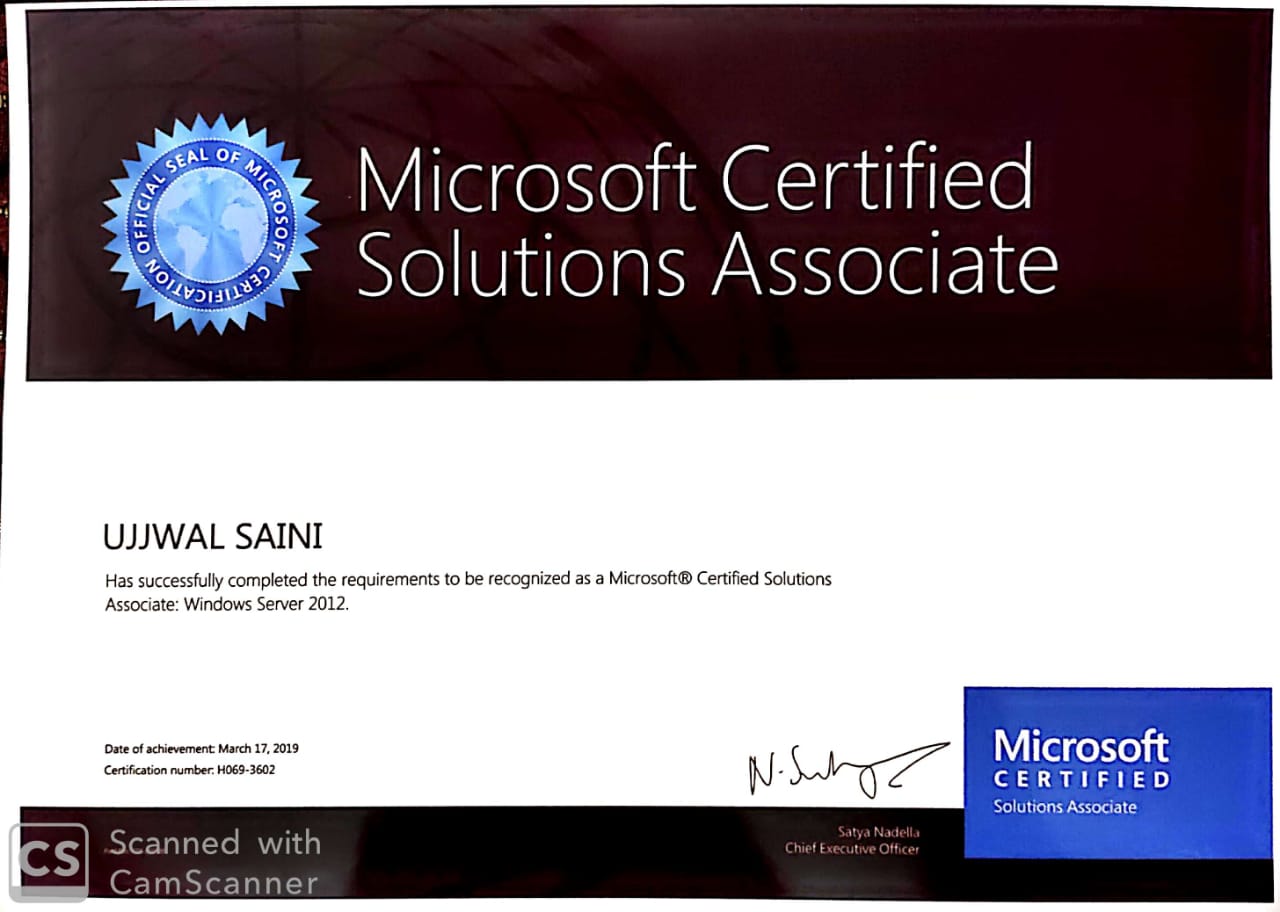 OFFICIAL SEAL OF MICROSOFT CERTIFICATION
Microsoft Certified
Solutions Associate
UJJWAL SAINI
Has successfully completed the requirements to be recognized as a Microsoft® Certified Solutions
Associate: Windows Server 2012.
Date of achievement: March 17, 2019
Certification number: H069-3602
Satya Nadella
Chief Executive Officer
Microsoft
CERTIFIED
Solutions Associate
CS
Scanned with
CamScanner